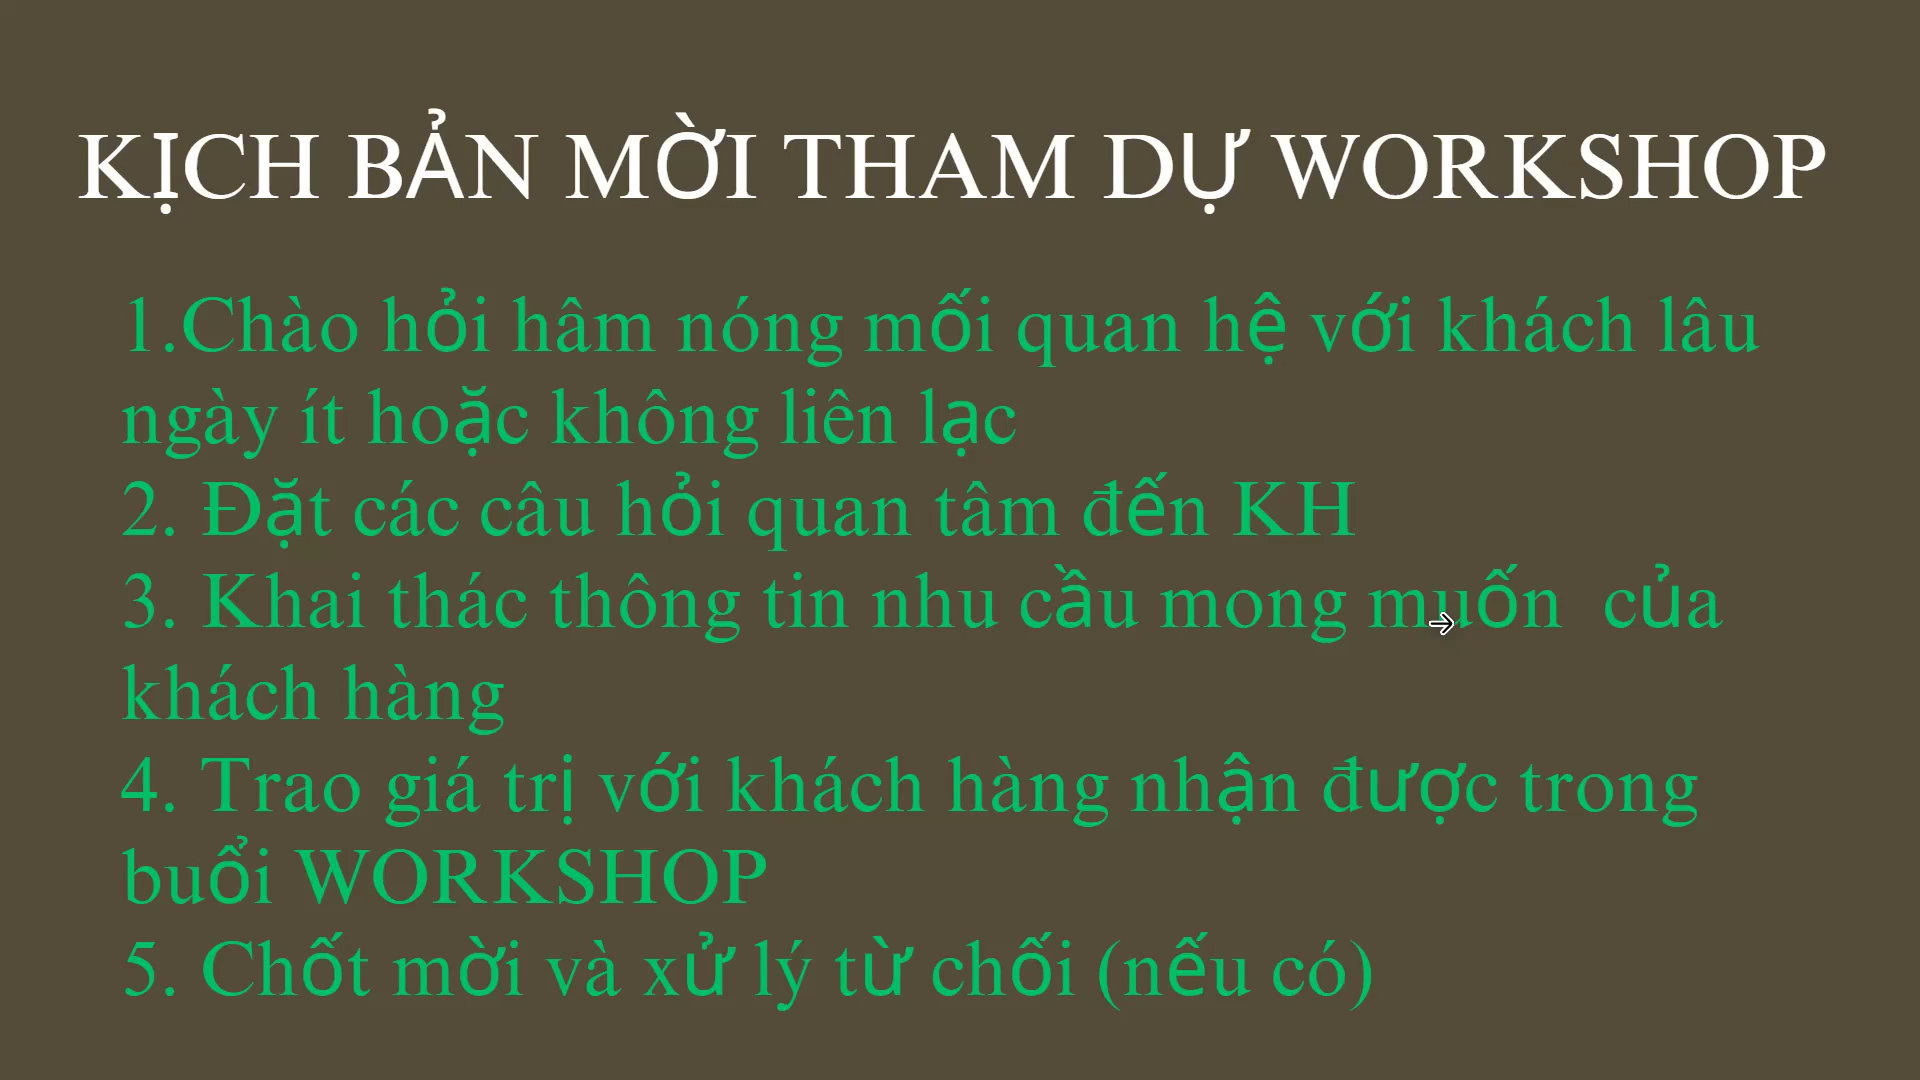 KỊCH BẢN MỜI THAM DỰ WORKSHOP
1.Chào hỏi hâm nóng mối quan hệ với khách lâu
ngày ít hoặc không liên lạc
2. Đặt các câu hỏi quan tâm đến KH
3. Khai thác thông tin nhu cầu mong muốn  của
khách hàng
4. Trao giá trị với khách hàng nhận được trong
buổi WORKSHOP
5. Chốt mời và xử lý từ chối (nếu có)